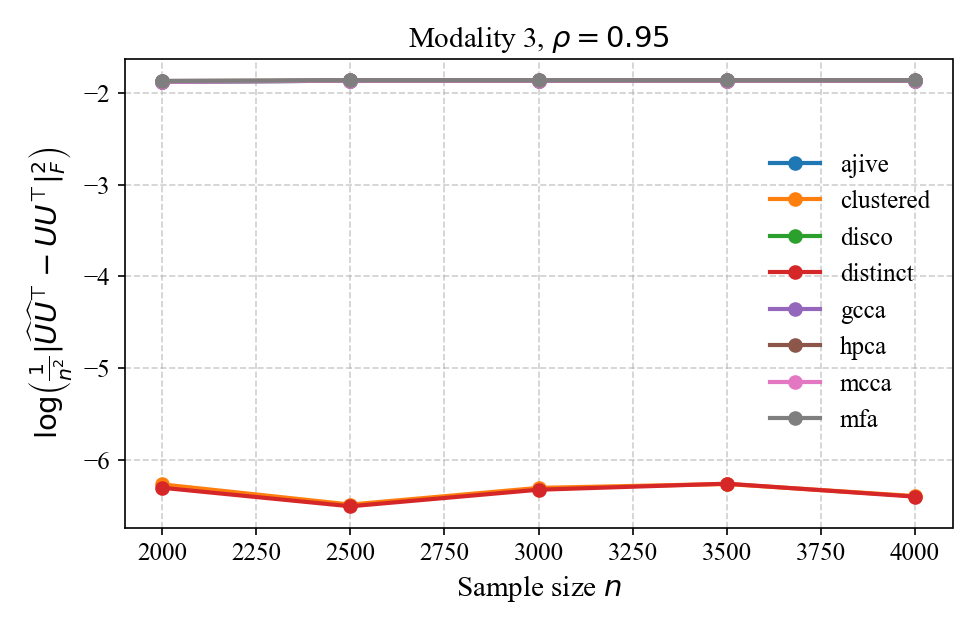 Modality 3, ρ = 0.95
log(1/n² |ÛÛ⊤ − UU⊤|²_F)
−2
−3
−4
−5
−6
ajive
clustered
disco
distinct
gcca
hpca
mcca
mfa
2000 2250 2500 2750 3000 3250 3500 3750 4000
Sample size n